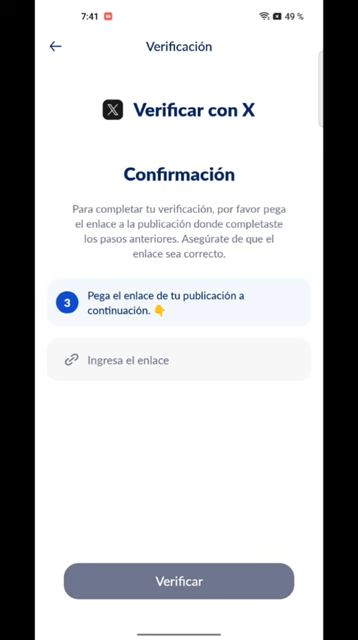 7:41
49 %
Verificación
Verificar con X
Confirmación
Para completar tu verificación, por favor pega
el enlace a la publicación donde completaste
los pasos anteriores. Asegúrate de que el
enlace sea correcto.
3
Pega el enlace de tu publicación a
continuación. 👇
Ingresa el enlace
Verificar